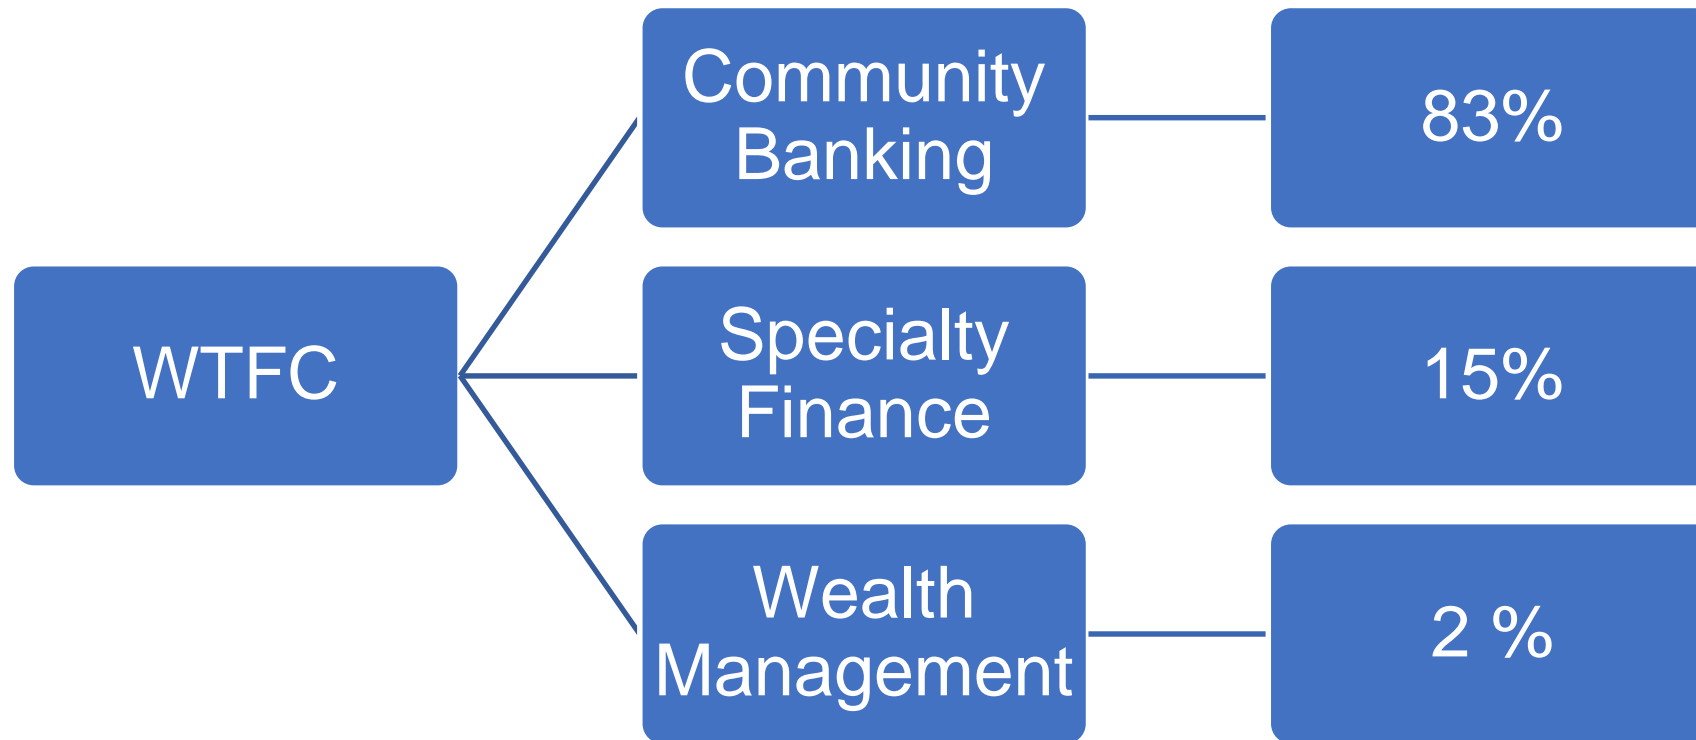 WTFC
Community
Banking
83%
Specialty
Finance
15%
Wealth
Management
2 %